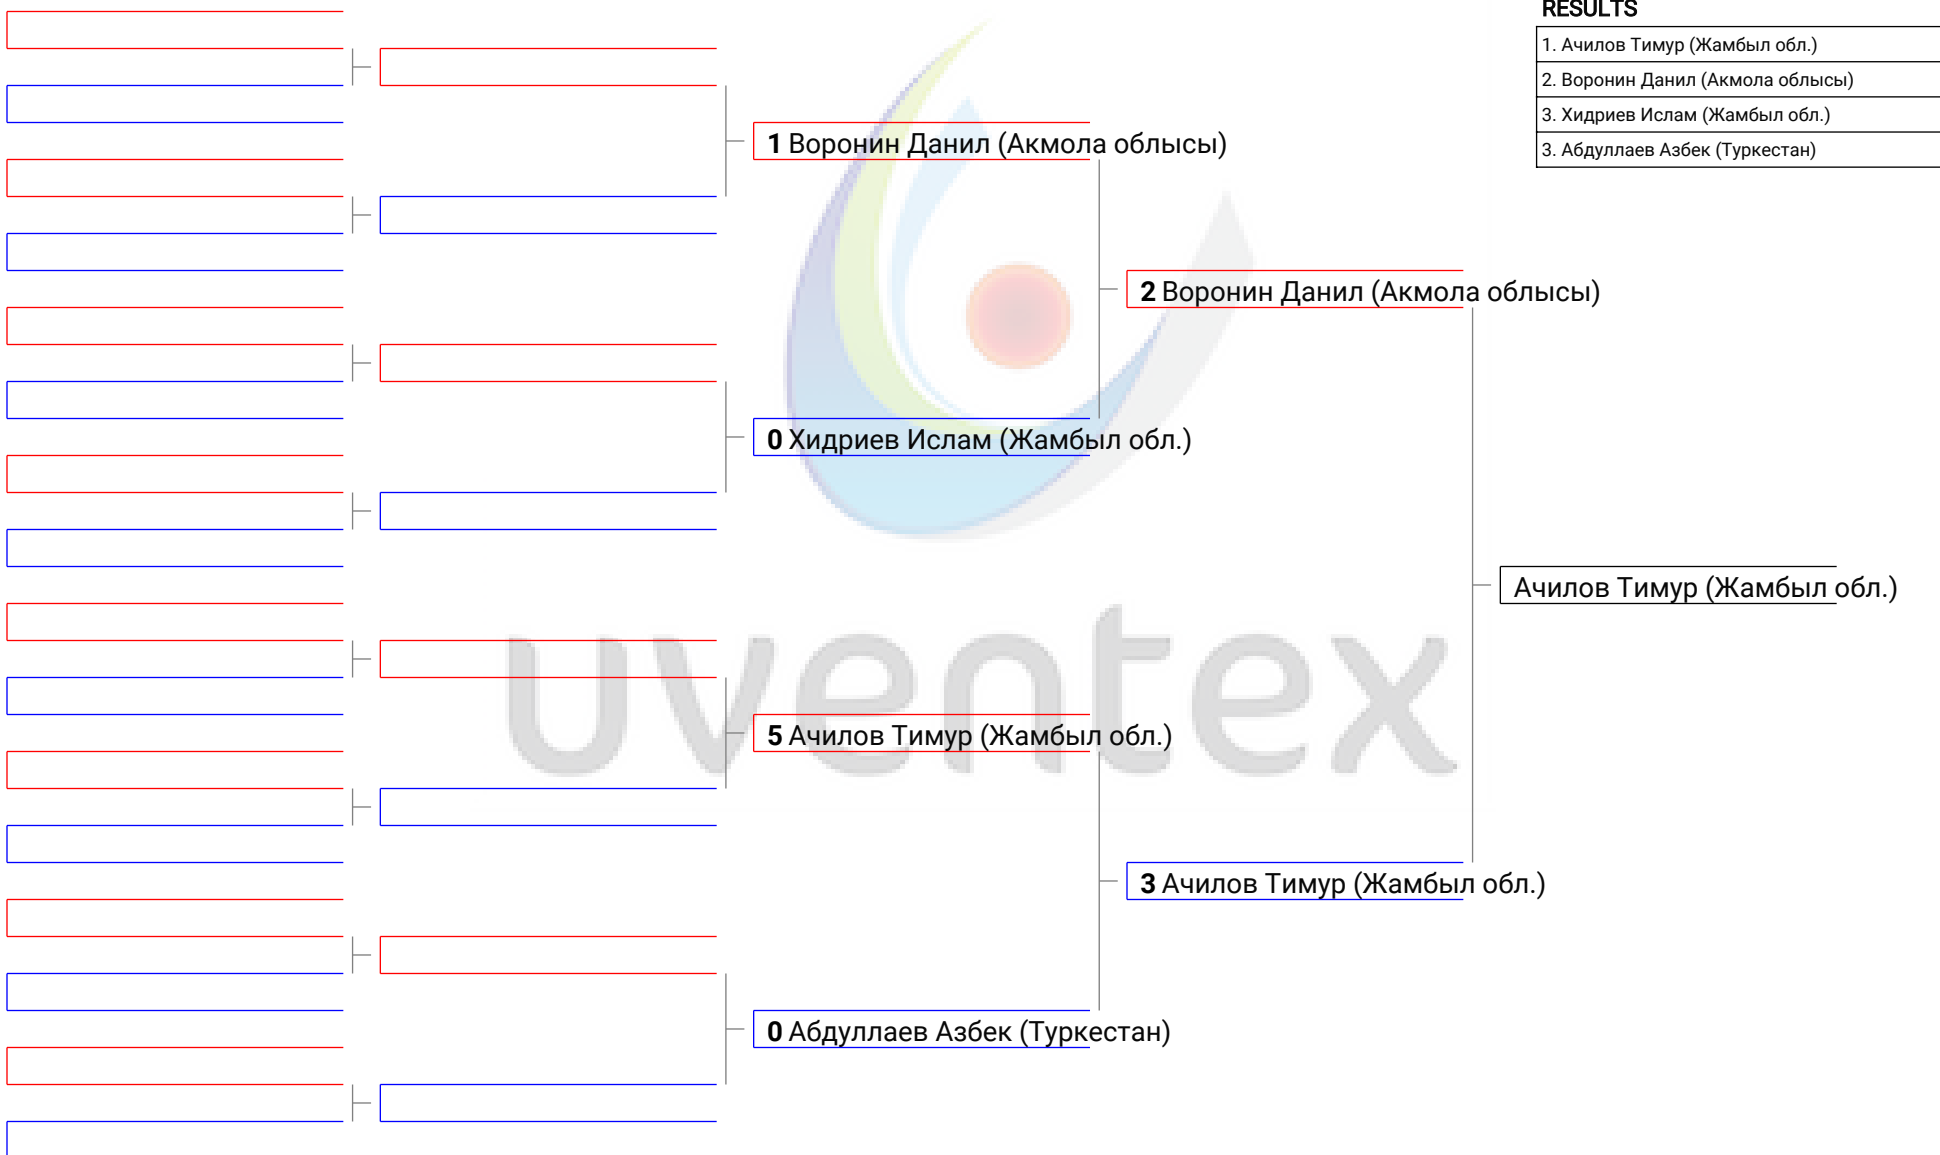 RESULTS
1. Ачилов Тимур (Жамбыл обл.)
2. Воронин Данил (Акмола облысы)
3. Хидриев Ислам (Жамбыл обл.)
3. Абдуллаев Азбек (Туркестан)
1 Воронин Данил (Акмола облысы)
2 Воронин Данил (Акмола облысы)
0 Хидриев Ислам (Жамбыл обл.)
Ачилов Тимур (Жамбыл обл.)
uventex
5 Ачилов Тимур (Жамбыл обл.)
3 Ачилов Тимур (Жамбыл обл.)
0 Абдуллаев Азбек (Туркестан)